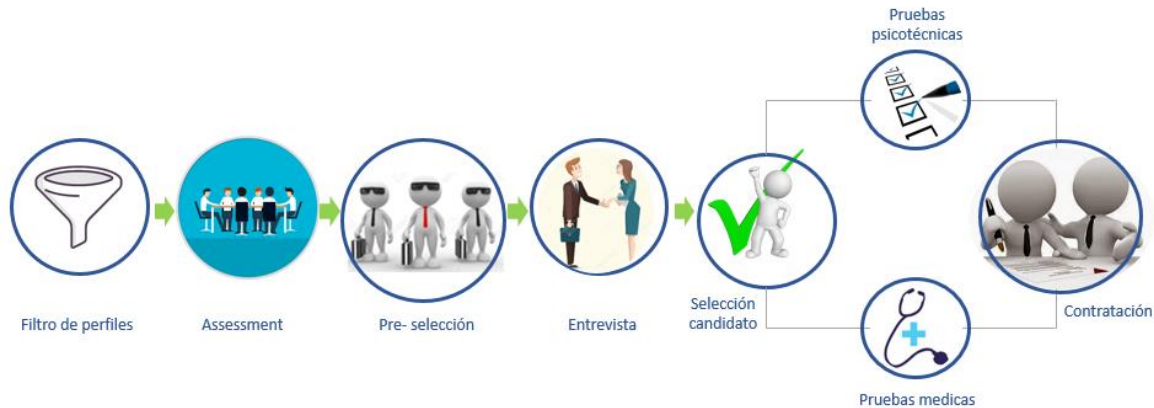 Pruebas
psicotécnicas
Filtro de perfiles
Assessment
Pre- selección
Entrevista
Selección
candidato
Contratación
Pruebas medicas